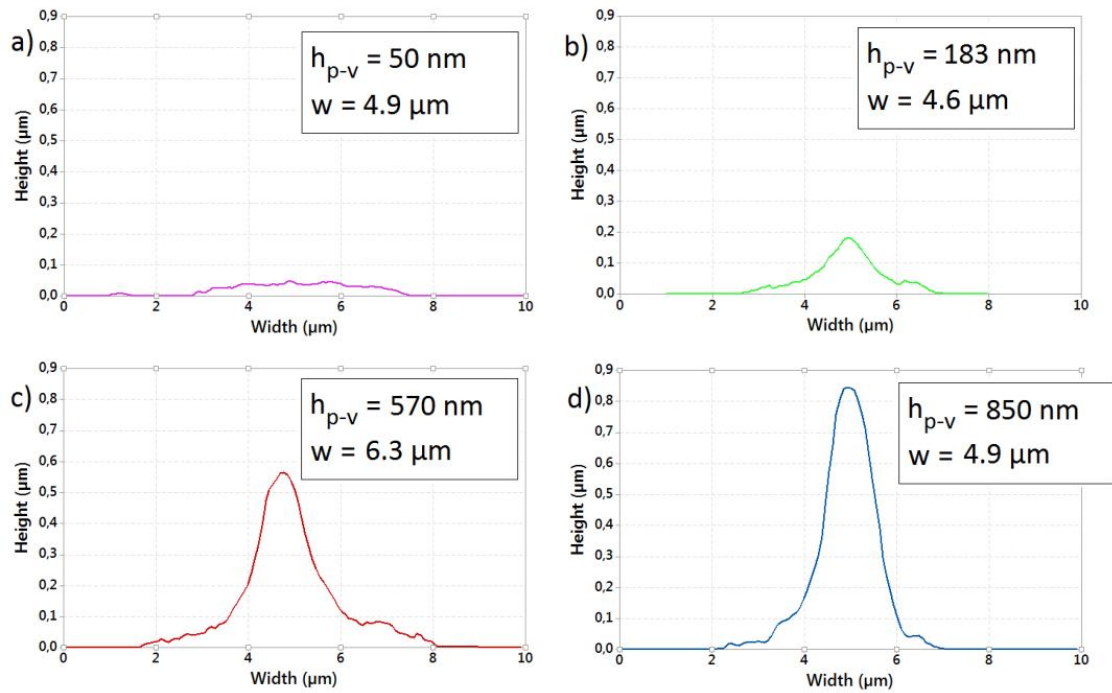 a)
h_p-v = 50 nm
w = 4.9 µm
Height (µm)
0,9
0,8
0,7
0,6
0,5
0,4
0,3
0,2
0,1
0,0
0 2 4 6 8 10
Width (µm)
b)
h_p-v = 183 nm
w = 4.6 µm
Height (µm)
0,9
0,8
0,7
0,6
0,5
0,4
0,3
0,2
0,1
0,0
0 2 4 6 8 10
Width (µm)
c)
h_p-v = 570 nm
w = 6.3 µm
Height (µm)
0,9
0,8
0,7
0,6
0,5
0,4
0,3
0,2
0,1
0,0
0 2 4 6 8 10
Width (µm)
d)
h_p-v = 850 nm
w = 4.9 µm
Height (µm)
0,9
0,8
0,7
0,6
0,5
0,4
0,3
0,2
0,1
0,0
0 2 4 6 8 10
Width (µm)